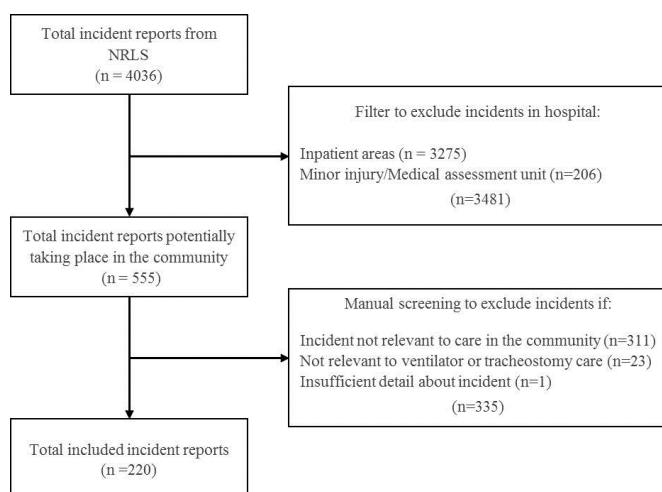 Total incident reports from
NRLS
(n = 4036)
Filter to exclude incidents in hospital:
Inpatient areas (n = 3275)
Minor injury/Medical assessment unit (n=206)
(n=3481)
Total incident reports potentially
taking place in the community
(n = 555)
Manual screening to exclude incidents if:
Incident not relevant to care in the community (n=311)
Not relevant to ventilator or tracheostomy care (n=23)
Insufficient detail about incident (n=1)
(n=335)
Total included incident reports
(n =220)